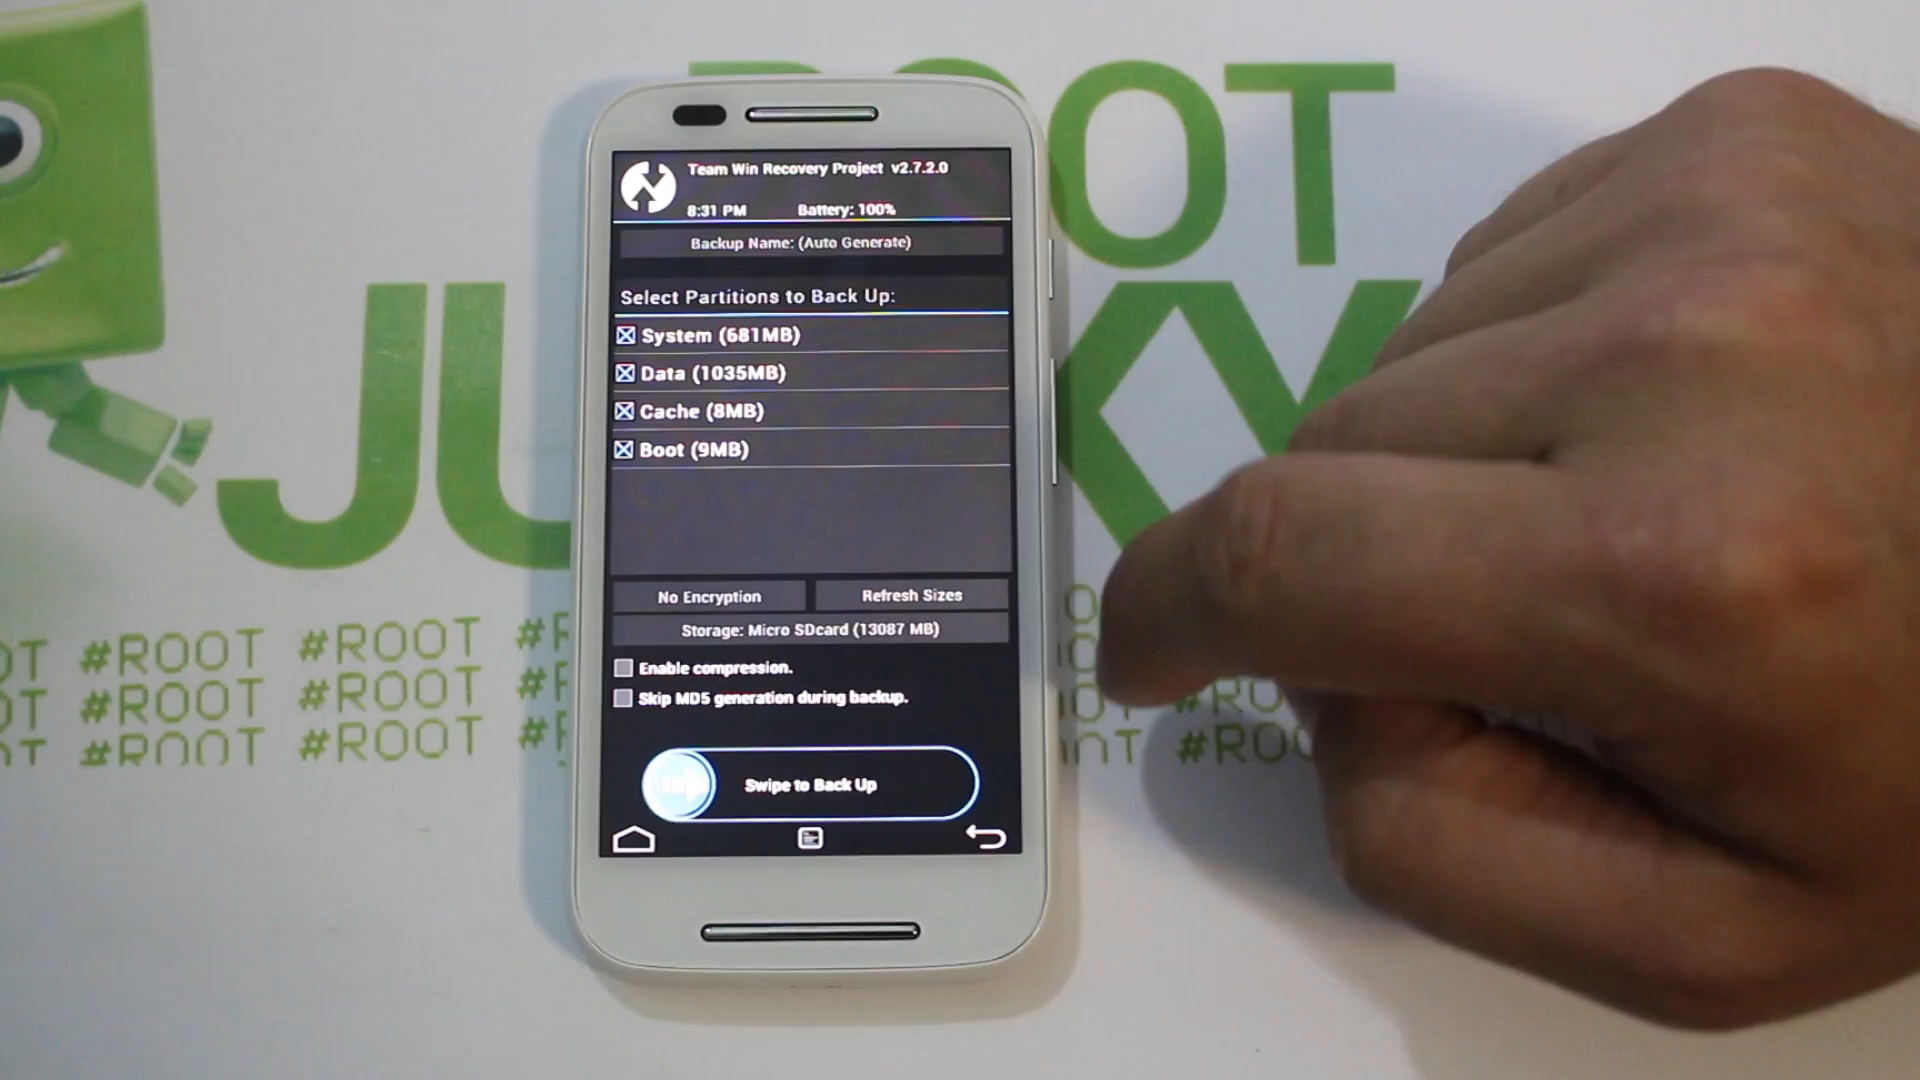 ROOT
JUNKY
Team Win Recovery Project v2.7.2.0
8:31 PM Battery: 100%
Backup Name: (Auto Generate)
Select Partitions to Back Up:
System (681MB)
Data (1035MB)
Cache (8MB)
Boot (9MB)
No Encryption Refresh Sizes
Storage: Micro SDcard (13087 MB)
Enable compression.
Skip MD5 generation during backup.
Swipe to Back Up
#ROOT #ROOT
#ROOT #ROOT
#ROOT #ROOT